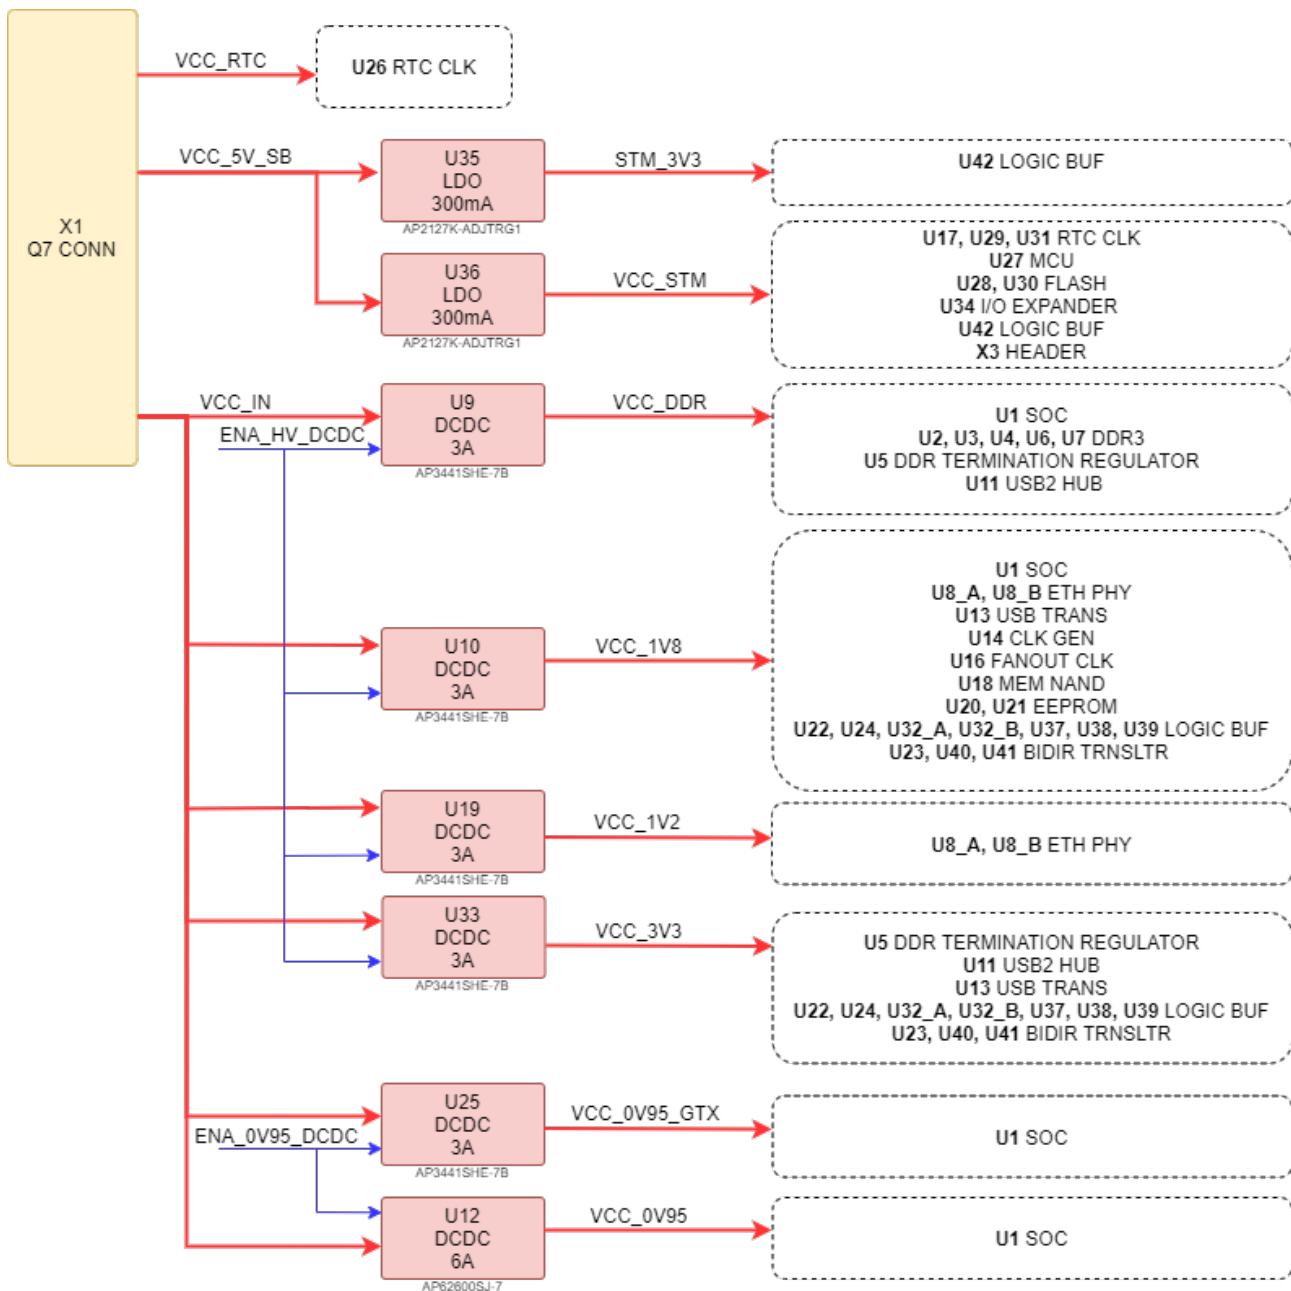 X1
Q7 CONN
VCC_RTC
U26 RTC CLK
VCC_5V_SB
U35
LDO
300mA
AP2127K-ADJTRG1
STM_3V3
U42 LOGIC BUF
U36
LDO
300mA
AP2127K-ADJTRG1
VCC_STM
U17, U29, U31 RTC CLK
U27 MCU
U28, U30 FLASH
U34 I/O EXPANDER
U42 LOGIC BUF
X3 HEADER
VCC_IN
ENA_HV_DCDC
U9
DCDC
3A
AP3441SHE-7B
VCC_DDR
U1 SOC
U2, U3, U4, U6, U7 DDR3
U5 DDR TERMINATION REGULATOR
U11 USB2 HUB
U10
DCDC
3A
AP3441SHE-7B
VCC_1V8
U1 SOC
U8_A, U8_B ETH PHY
U13 USB TRANS
U14 CLK GEN
U16 FANOUT CLK
U18 MEM NAND
U20, U21 EEPROM
U22, U24, U32_A, U32_B, U37, U38, U39 LOGIC BUF
U23, U40, U41 BIDIR TRNSLTR
U19
DCDC
3A
AP3441SHE-7B
VCC_1V2
U8_A, U8_B ETH PHY
U33
DCDC
3A
AP3441SHE-7B
VCC_3V3
U5 DDR TERMINATION REGULATOR
U11 USB2 HUB
U13 USB TRANS
U22, U24, U32_A, U32_B, U37, U38, U39 LOGIC BUF
U23, U40, U41 BIDIR TRNSLTR
ENA_0V95_DCDC
U25
DCDC
3A
AP3441SHE-7B
VCC_0V95_GTX
U1 SOC
U12
DCDC
6A
AP62600SJ-7
VCC_0V95
U1 SOC